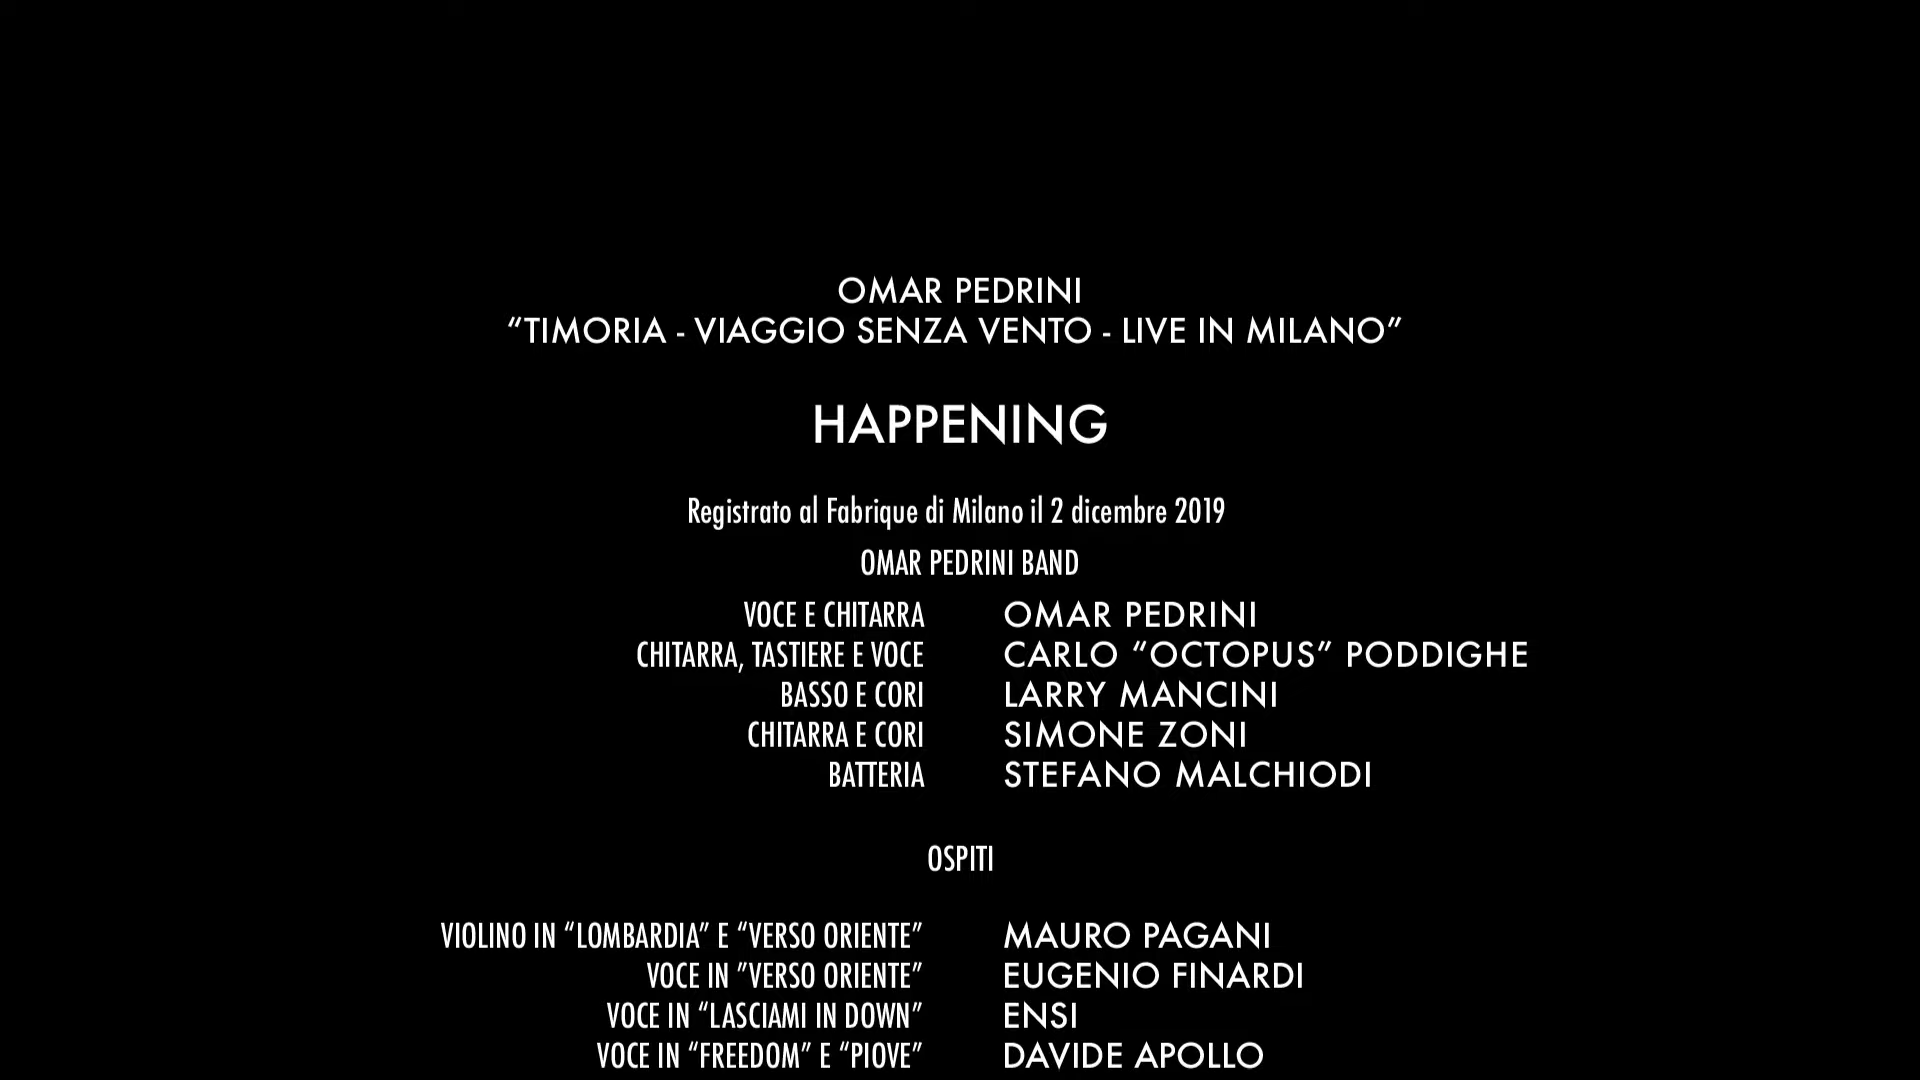 OMAR PEDRINI
“TIMORIA - VIAGGIO SENZA VENTO - LIVE IN MILANO”
HAPPENING
Registrato al Fabrique di Milano il 2 dicembre 2019
OMAR PEDRINI BAND
VOCE E CHITARRA OMAR PEDRINI
CHITARRA, TASTIERE E VOCE CARLO “OCTOPUS” PODDIGHE
BASSO E CORI LARRY MANCINI
CHITARRA E CORI SIMONE ZONI
BATTERIA STEFANO MALCHIODI
OSPITI
VIOLINO IN “LOMBARDIA” E “VERSO ORIENTE” MAURO PAGANI
VOCE IN ”VERSO ORIENTE” EUGENIO FINARDI
VOCE IN “LASCIAMI IN DOWN” ENSI
VOCE IN “FREEDOM” E “PIOVE” DAVIDE APOLLO